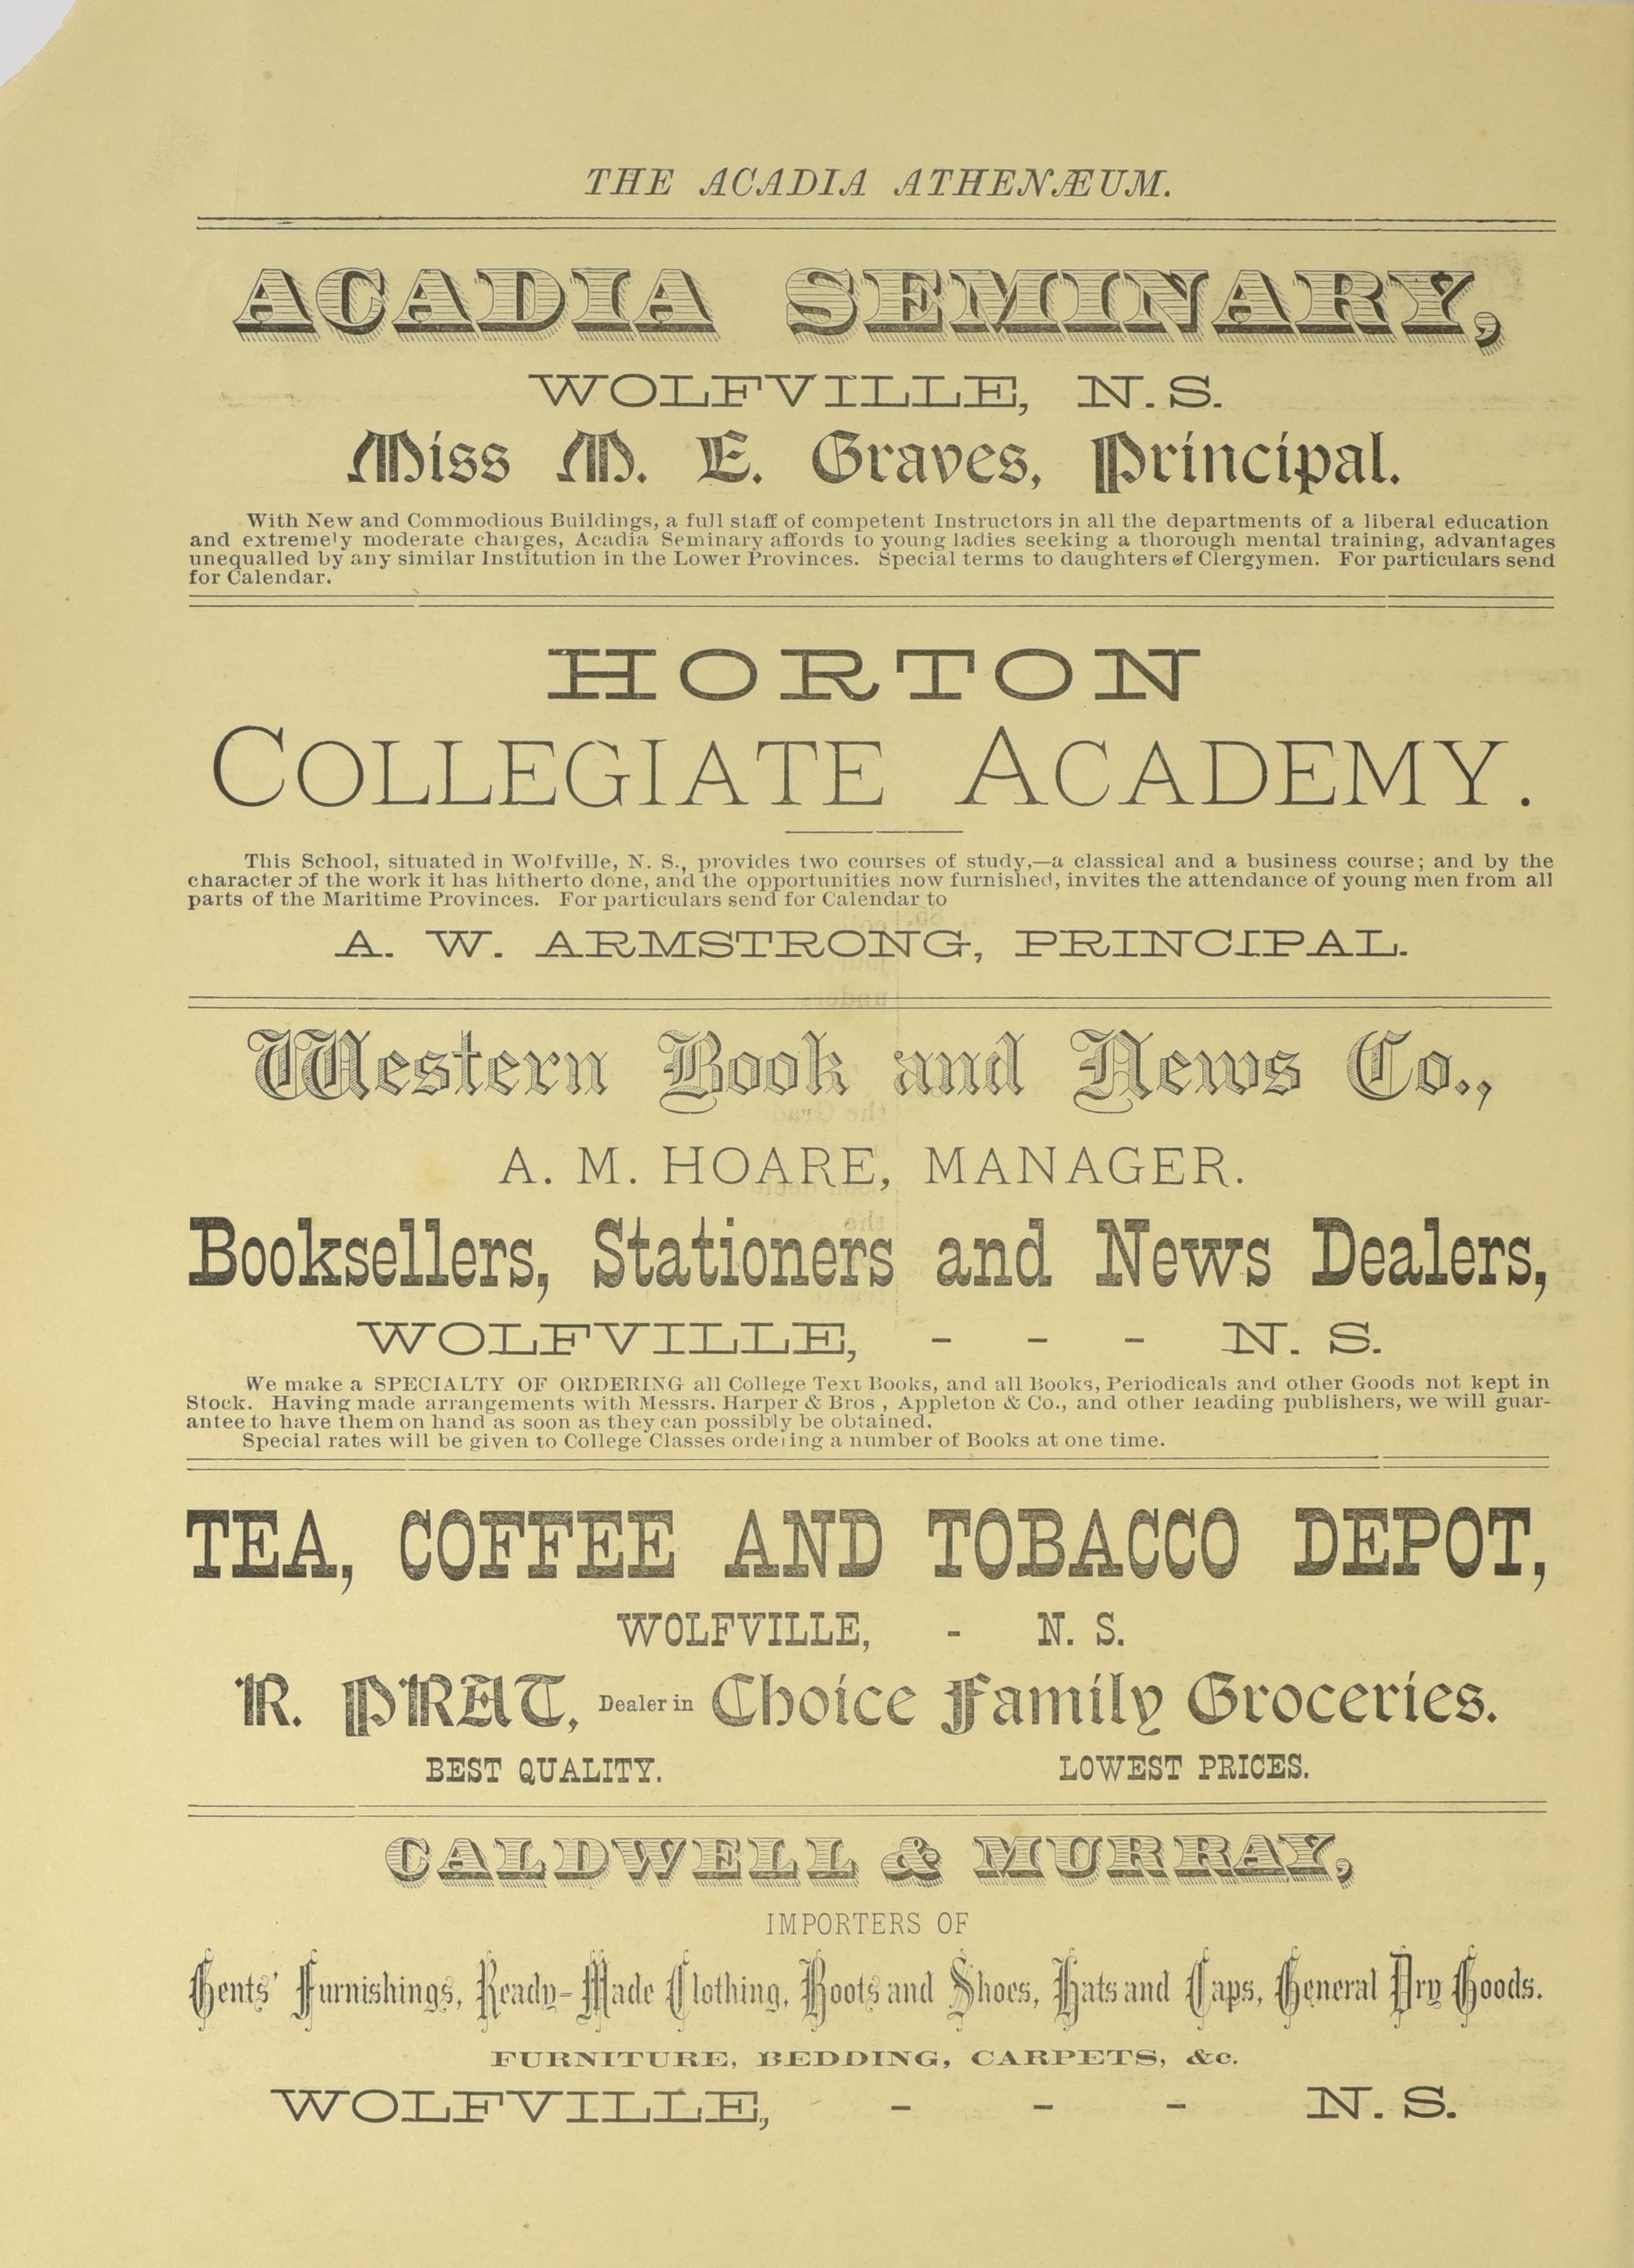 THE ACADIA ATHENÆUM.
ACADIA SEMINARY,
WOLFVILLE, N.S.
Miss M. E. Graves, Principal.
With New and Commodious Buildings, a full staff of competent Instructors in all the departments of a liberal education
and extremely moderate charges, Acadia Seminary affords to young ladies seeking a thorough mental training, advantages
unequalled by any similar Institution in the Lower Provinces. Special terms to daughters of Clergymen. For particulars send
for Calendar.
HORTON
COLLEGIATE ACADEMY.
This School, situated in Wolfville, N. S., provides two courses of study,—a classical and a business course; and by the
character of the work it has hitherto done, and the opportunities now furnished, invites the attendance of young men from all
parts of the Maritime Provinces. For particulars send for Calendar to
A. W. ARMSTRONG, PRINCIPAL.
Western Book and News Co.,
A. M. HOARE, MANAGER.
Booksellers, Stationers and News Dealers,
WOLFVILLE, - - - N. S.
We make a SPECIALTY OF ORDERING all College Text Books, and all Books, Periodicals and other Goods not kept in
Stock. Having made arrangements with Messrs. Harper & Bros , Appleton & Co., and other leading publishers, we will guar-
antee to have them on hand as soon as they can possibly be obtained.
Special rates will be given to College Classes ordering a number of Books at one time.
TEA, COFFEE AND TOBACCO DEPOT,
WOLFVILLE, - N. S.
R. PRAT, Dealer in Choice Family Groceries.
BEST QUALITY. LOWEST PRICES.
CALDWELL & MURRAY,
IMPORTERS OF
Gents' Furnishings, Ready-Made Clothing, Boots and Shoes, Hats and Caps, General Dry Goods.
FURNITURE, BEDDING, CARPETS, &c.
WOLFVILLE, - - - N. S.